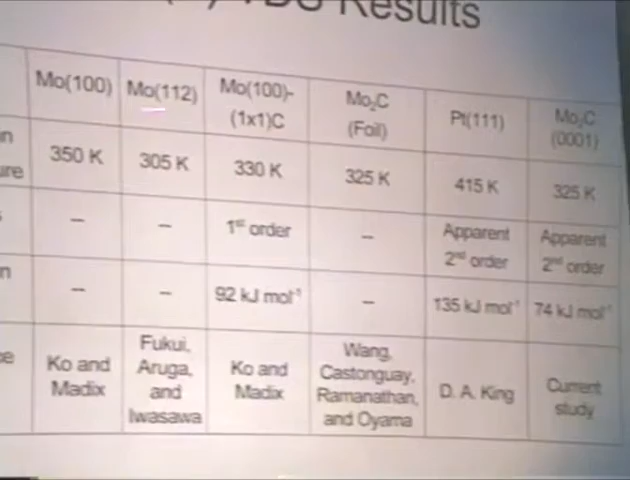 TDS Results
Mo(100) Mo(112) Mo(100)- Mo₂C Pt(111) Mo₂C
(1x1)C (Foil) (0001)
350 K 305 K 330 K 325 K 415 K 325 K
– – 1st order – Apparent Apparent
2nd order 2nd order
– – 92 kJ mol⁻¹ – 135 kJ mol⁻¹ 74 kJ mol⁻¹
Ko and Fukui, Ko and Wang, D. A. King Current
Madix Aruga, Madix Castonguay, study
and Ramanathan,
Iwasawa and Oyama